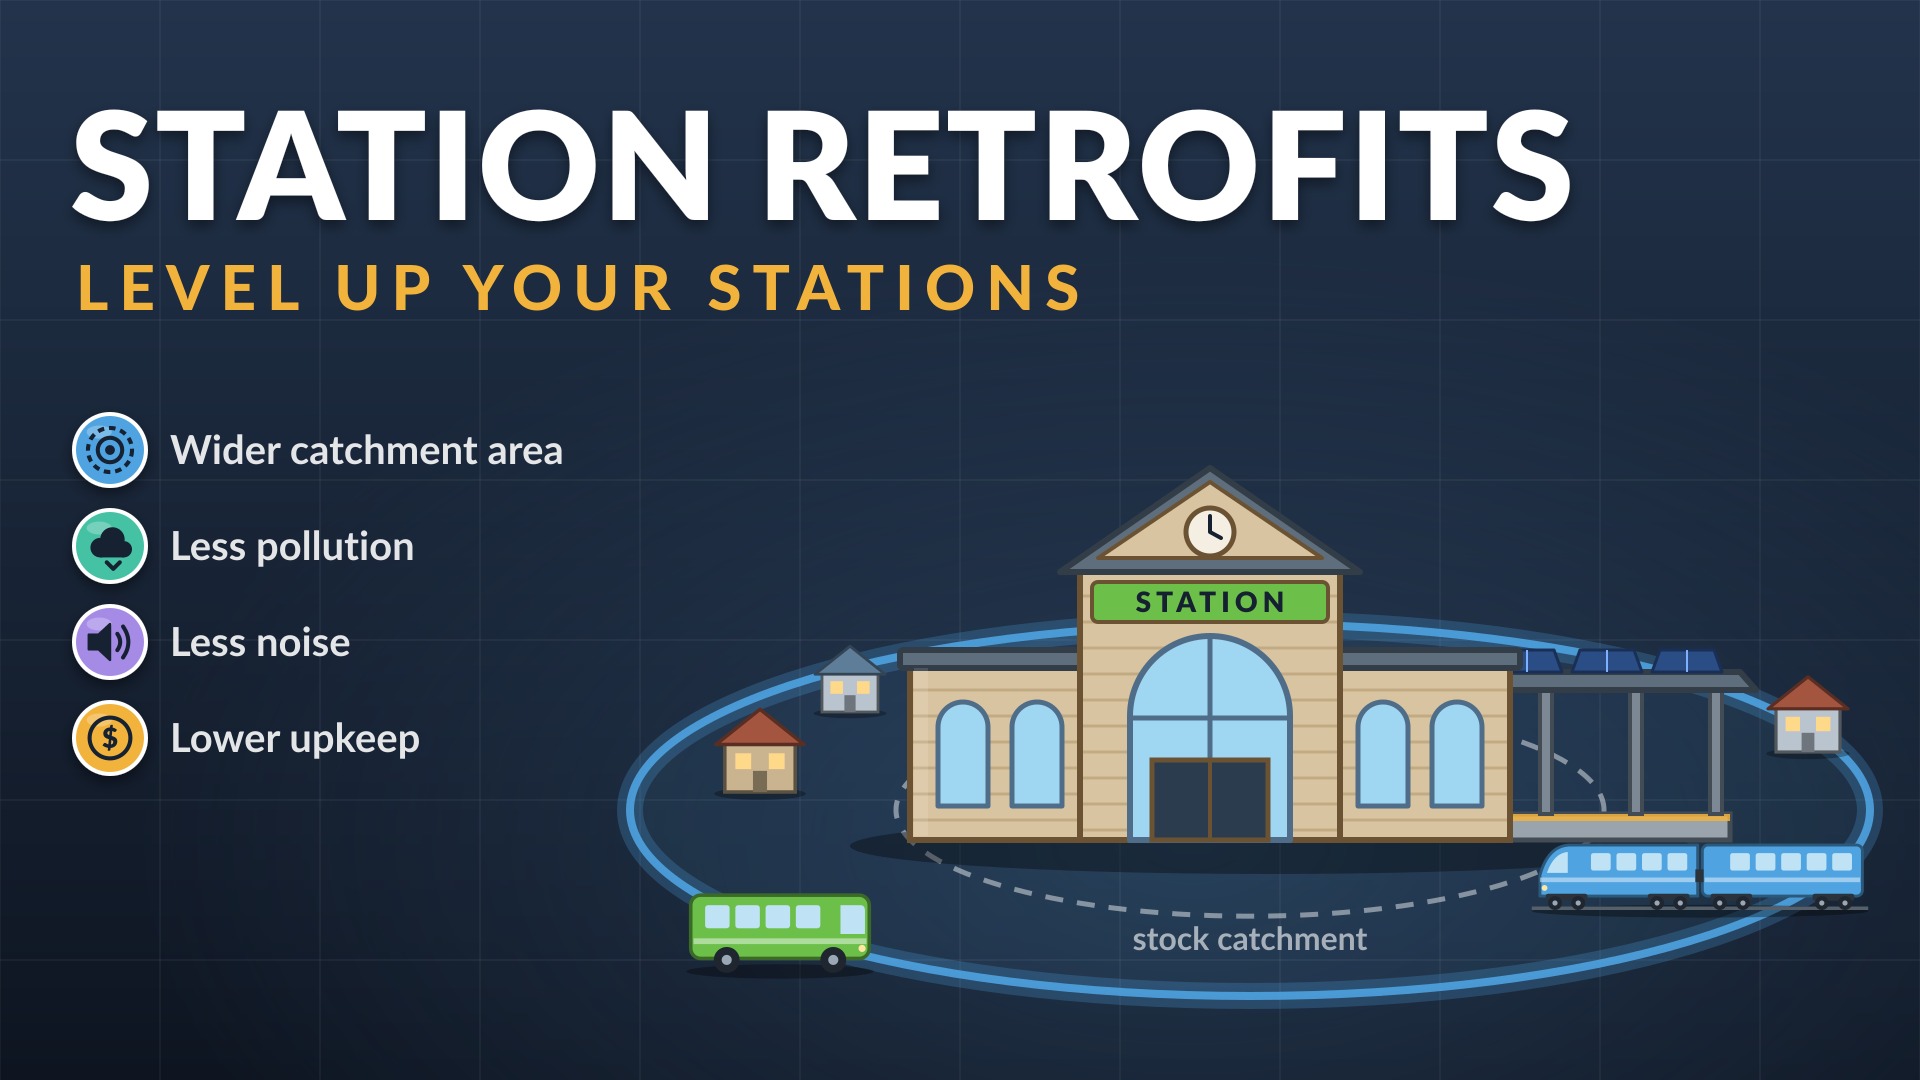 STATION RETROFITS
LEVEL UP YOUR STATIONS
Wider catchment area
Less pollution
Less noise
$
Lower upkeep
STATION
stock catchment